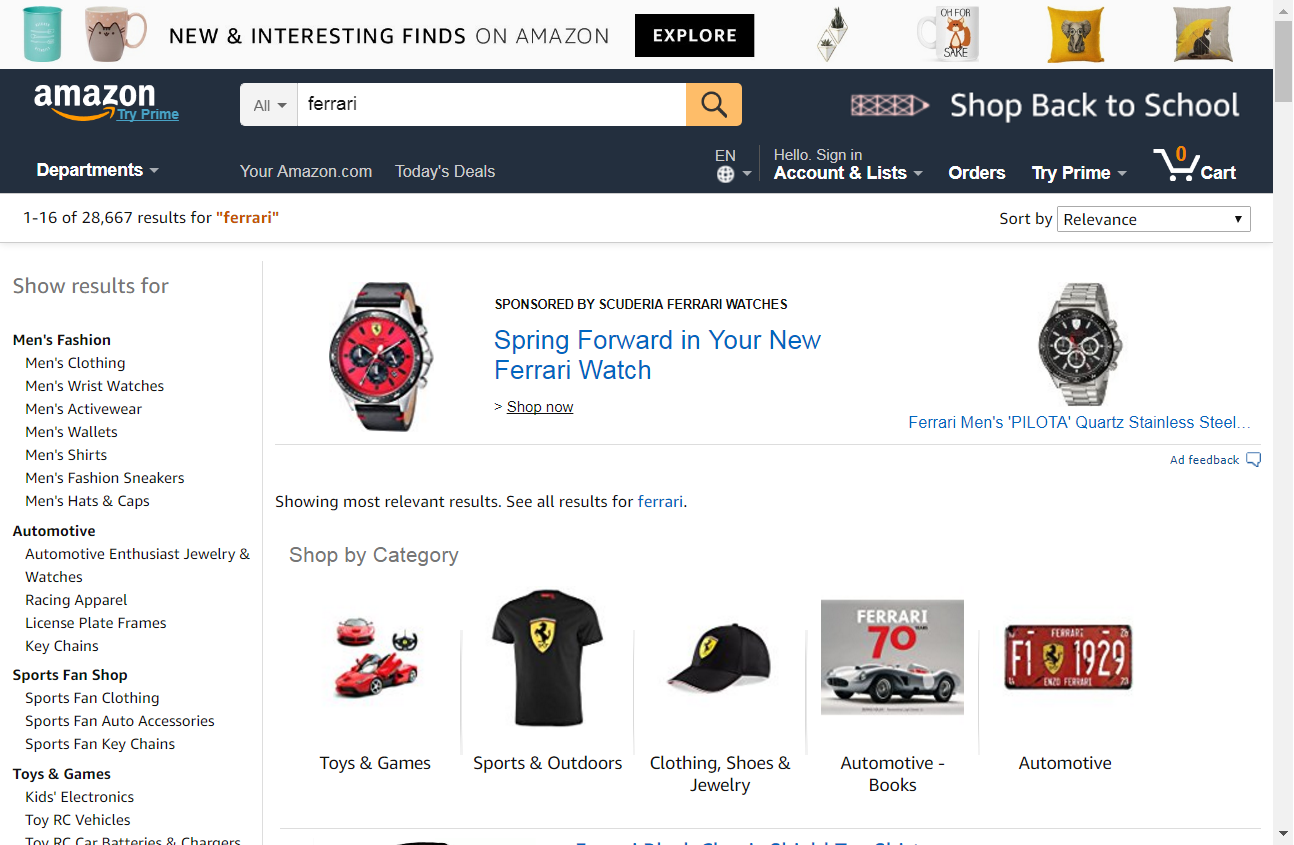 NEW & INTERESTING FINDS ON AMAZON
EXPLORE
OH FOR
SAKE
amazon
Try Prime
All
ferrari
Shop Back to School
Departments
Your Amazon.com
Today's Deals
EN
Hello. Sign in
Account & Lists
Orders
Try Prime
0
Cart
1-16 of 28,667 results for "ferrari"
Sort by
Relevance
Show results for
Men's Fashion
Men's Clothing
Men's Wrist Watches
Men's Activewear
Men's Wallets
Men's Shirts
Men's Fashion Sneakers
Men's Hats & Caps
Automotive
Automotive Enthusiast Jewelry &
Watches
Racing Apparel
License Plate Frames
Key Chains
Sports Fan Shop
Sports Fan Clothing
Sports Fan Auto Accessories
Sports Fan Key Chains
Toys & Games
Kids' Electronics
Toy RC Vehicles
Toy RC Car Batteries & Chargers
SPONSORED BY SCUDERIA FERRARI WATCHES
Spring Forward in Your New
Ferrari Watch
> Shop now
Ferrari Men's 'PILOTA' Quartz Stainless Steel...
Ad feedback
Showing most relevant results. See all results for ferrari.
Shop by Category
FERRARI
70
YEARS
FERRARI
F1 1929
ENZO FERRARI
Toys & Games
Sports & Outdoors
Clothing, Shoes &
Jewelry
Automotive -
Books
Automotive